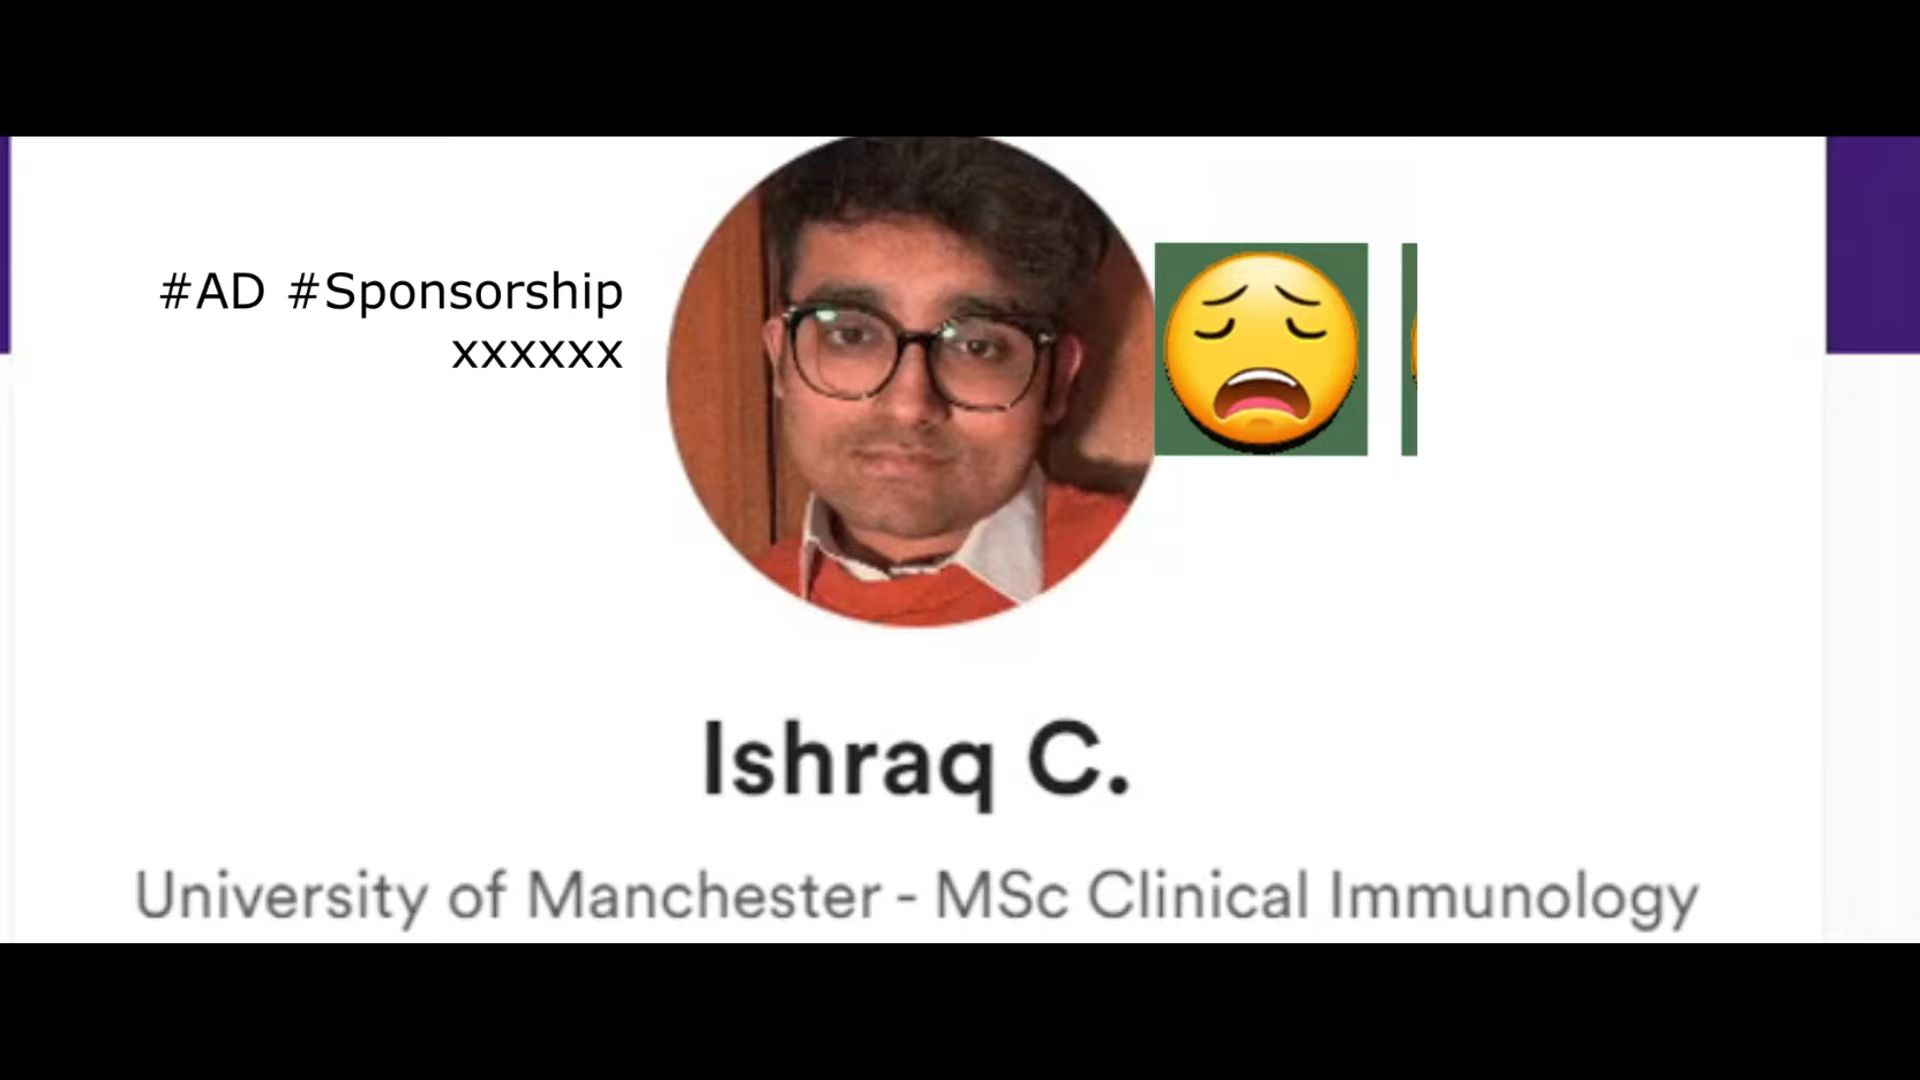 #AD #Sponsorship
xxxxxx
Ishraq C.
University of Manchester - MSc Clinical Immunology